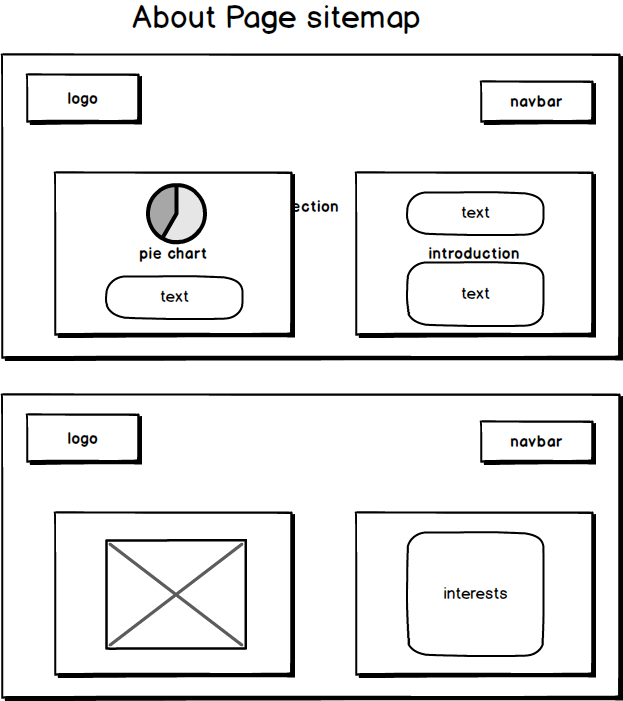 About Page sitemap
logo
navbar
ection
pie chart
text
text
introduction
text
logo
navbar
interests